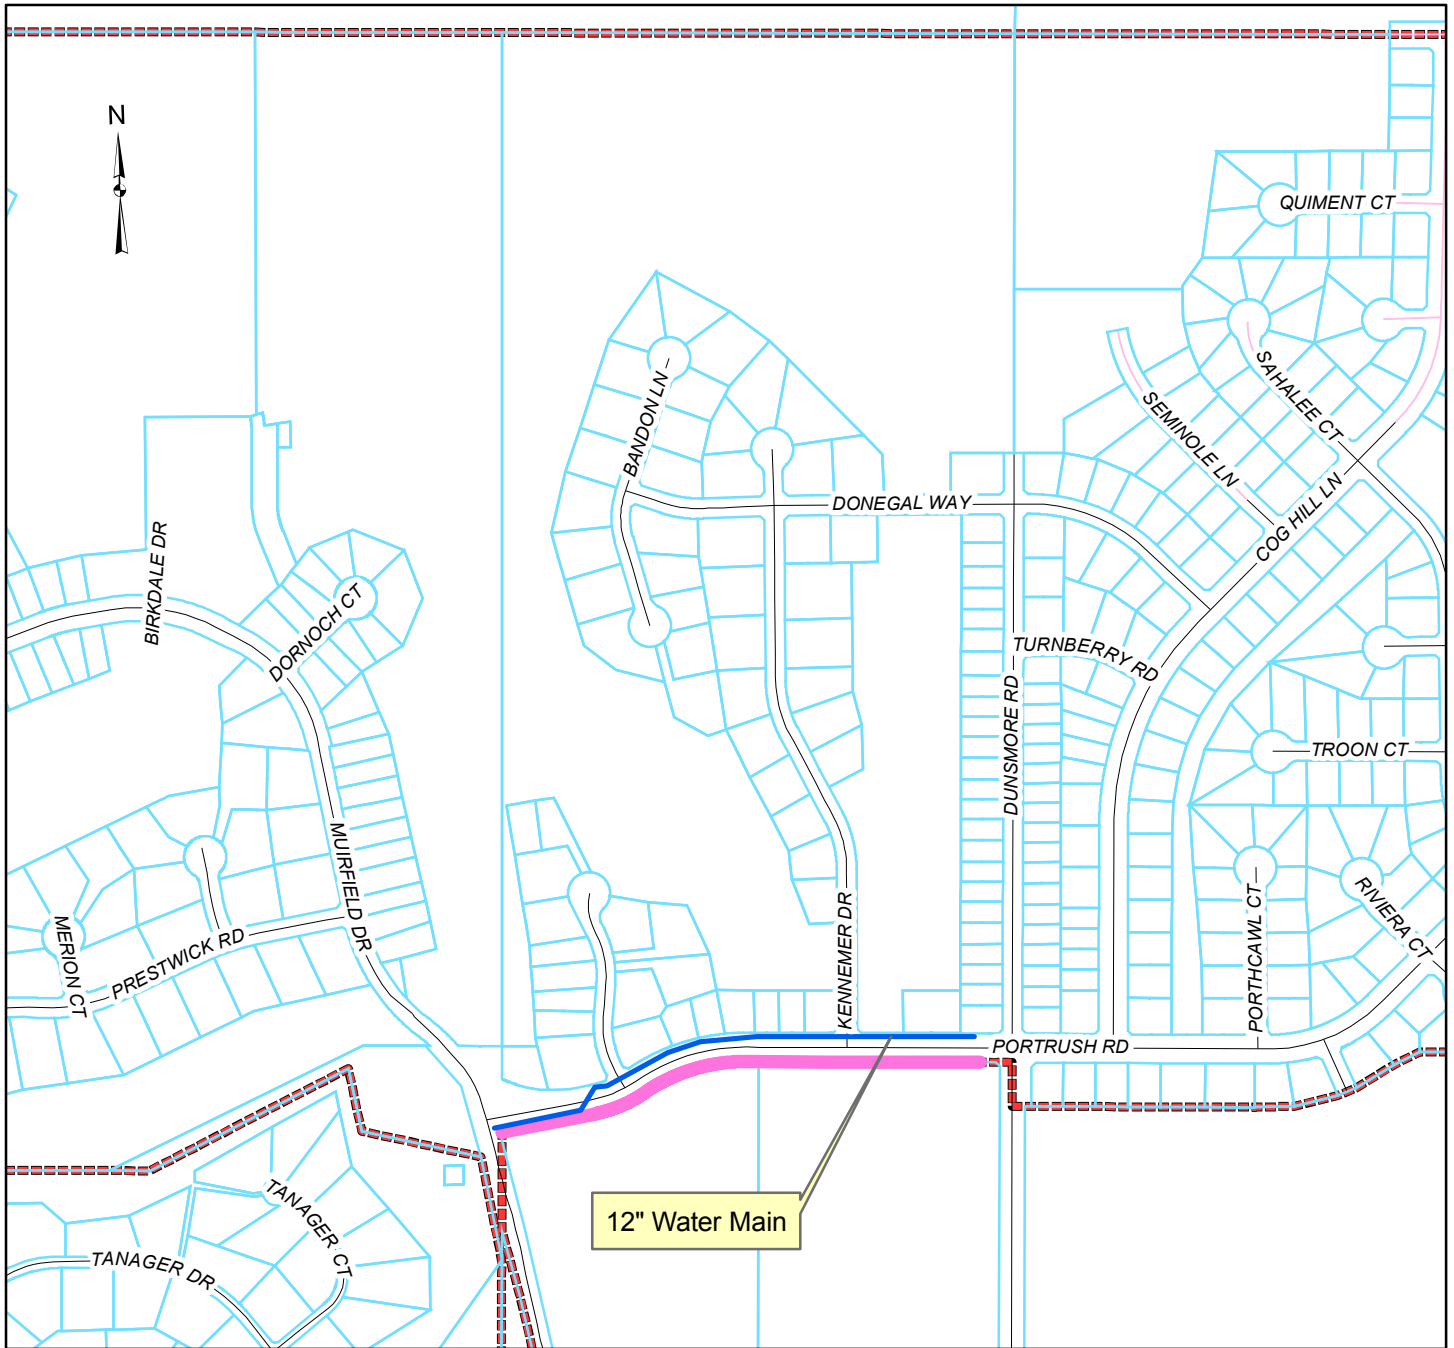 N
QUIMENT CT
SAHALEE CT
SEMINOLE LN
BANDON LN
DONEGAL WAY
COG HILL LN
BIRKDALE DR
DORNOCH CT
TURNBERRY RD
DUNSMORE RD
TROON CT
MUIRFIELD DR
PORTHCAWL CT
RIVIERA CT
KENNEMER DR
MERION CT
PRESTWICK RD
PORTRUSH RD
12" Water Main
TANAGER CT
TANAGER DR